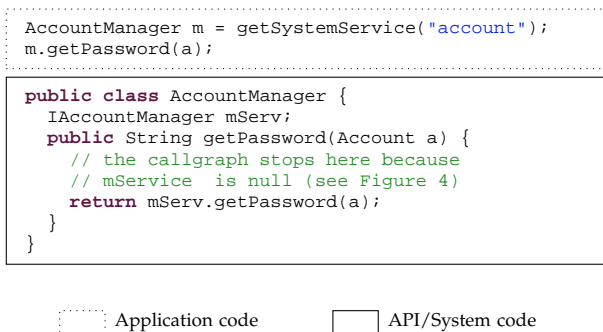 AccountManager m = getSystemService("account");
m.getPassword(a);
public class AccountManager {
IAccountManager mServ;
public String getPassword(Account a) {
// the callgraph stops here because
// mService is null (see Figure 4)
return mServ.getPassword(a);
}
}
Application code
API/System code